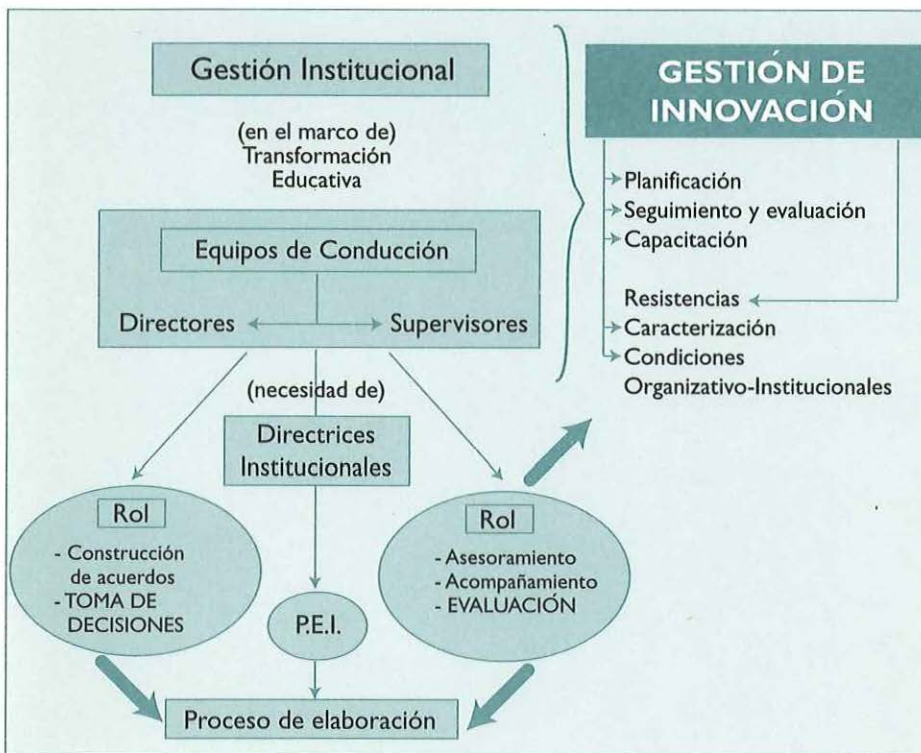 Gestión Institucional
(en el marco de)
Transformación
Educativa
Equipos de Conducción
Directores
Supervisores
(necesidad de)
Directrices
Institucionales
Rol
- Construcción
de acuerdos
- TOMA DE
DECISIONES
P.E.I.
Rol
- Asesoramiento
- Acompañamiento
- EVALUACIÓN
Proceso de elaboración
GESTIÓN DE
INNOVACIÓN
Planificación
Seguimiento y evaluación
Capacitación
Resistencias
Caracterización
Condiciones
Organizativo-Institucionales